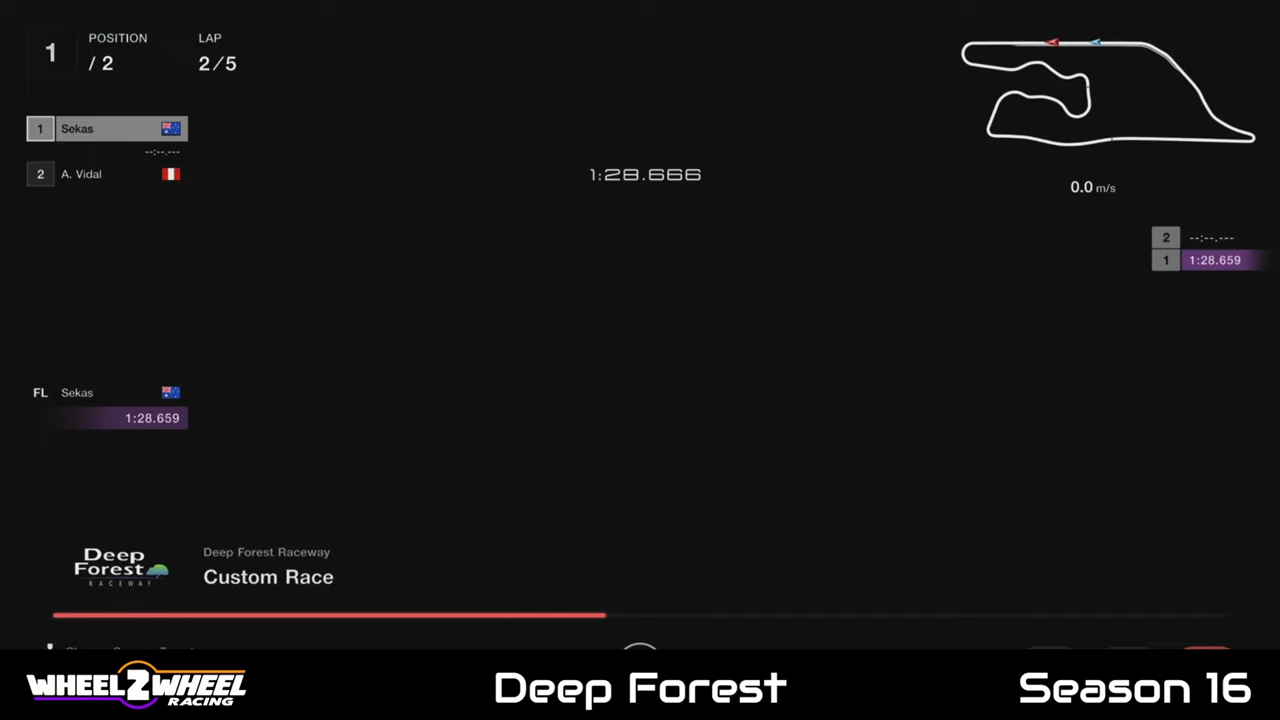 1
POSITION
/ 2
LAP
2/5
1 Sekas
--:--.---
2 A. Vidal
1:28.666
0.0 m/s
2 --:--.---
1 1:28.659
FL Sekas
1:28.659
Deep Forest RACEWAY
Deep Forest Raceway
Custom Race
WHEEL2WHEEL RACING
Deep Forest
Season 16